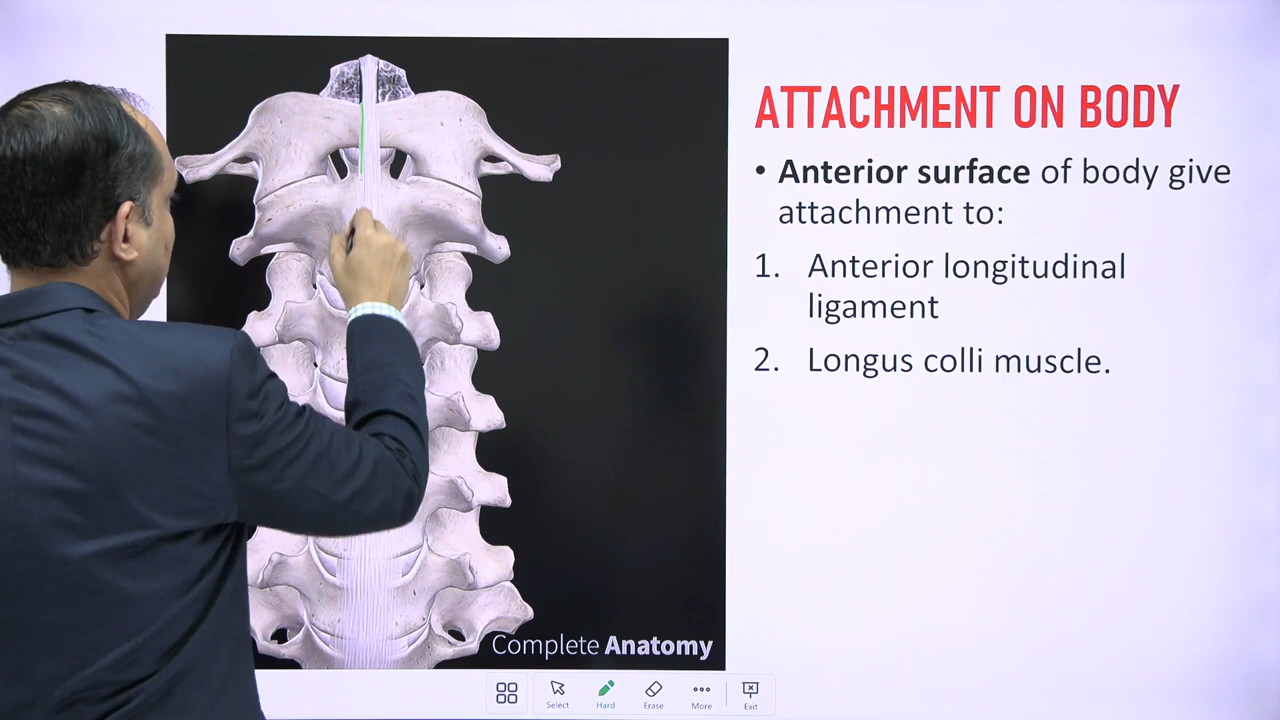 ATTACHMENT ON BODY
• Anterior surface of body give
attachment to:
1. Anterior longitudinal
ligament
2. Longus colli muscle.
Complete Anatomy
Select
Hard
Erase
More
Exit